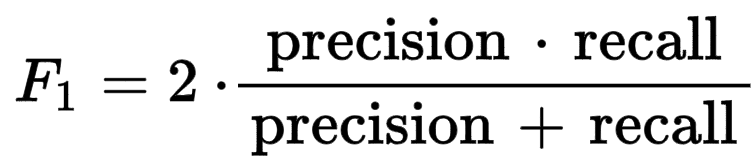 F₁ = 2 · (precision · recall) / (precision + recall)